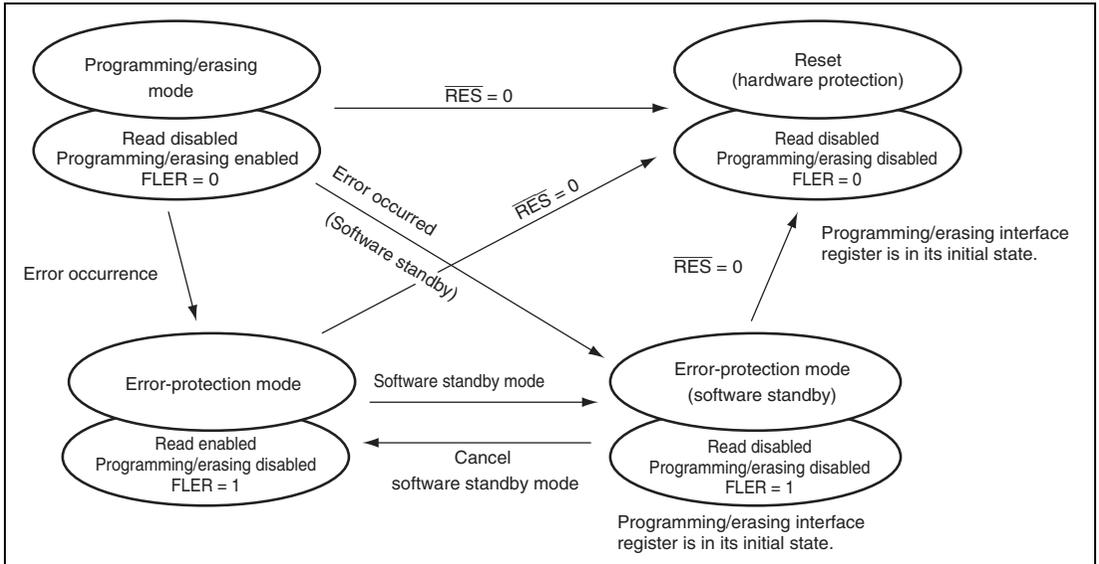 Programming/erasing
mode
Read disabled
Programming/erasing enabled
FLER = 0
R̅E̅S̅ = 0
Reset
(hardware protection)
Read disabled
Programming/erasing disabled
FLER = 0
Error occurred
(Software standby)
R̅E̅S̅ = 0
Programming/erasing interface
register is in its initial state.
Error occurrence
R̅E̅S̅ = 0
Error-protection mode
Read enabled
Programming/erasing disabled
FLER = 1
Software standby mode
Cancel
software standby mode
Error-protection mode
(software standby)
Read disabled
Programming/erasing disabled
FLER = 1
Programming/erasing interface
register is in its initial state.